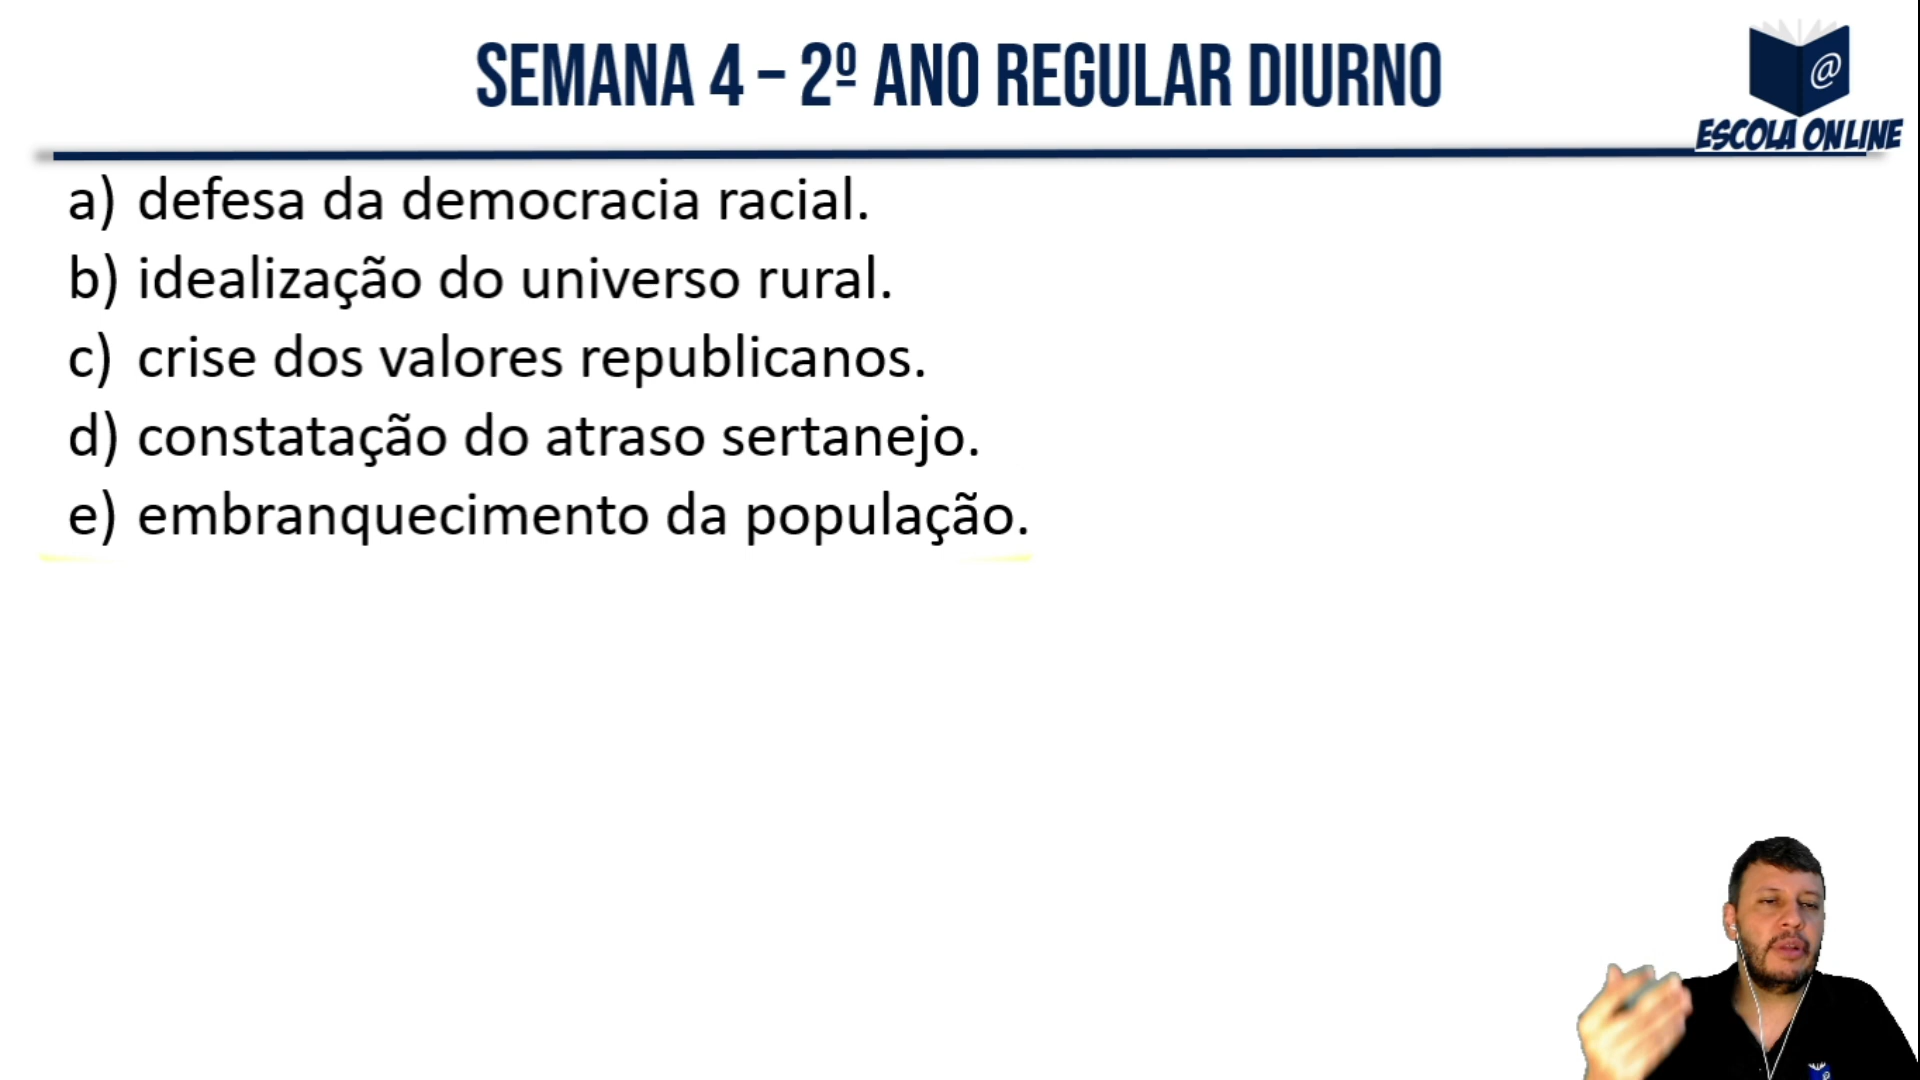 SEMANA 4 – 2º ANO REGULAR DIURNO
@
ESCOLA ONLINE
a) defesa da democracia racial.
b) idealização do universo rural.
c) crise dos valores republicanos.
d) constatação do atraso sertanejo.
e) embranquecimento da população.